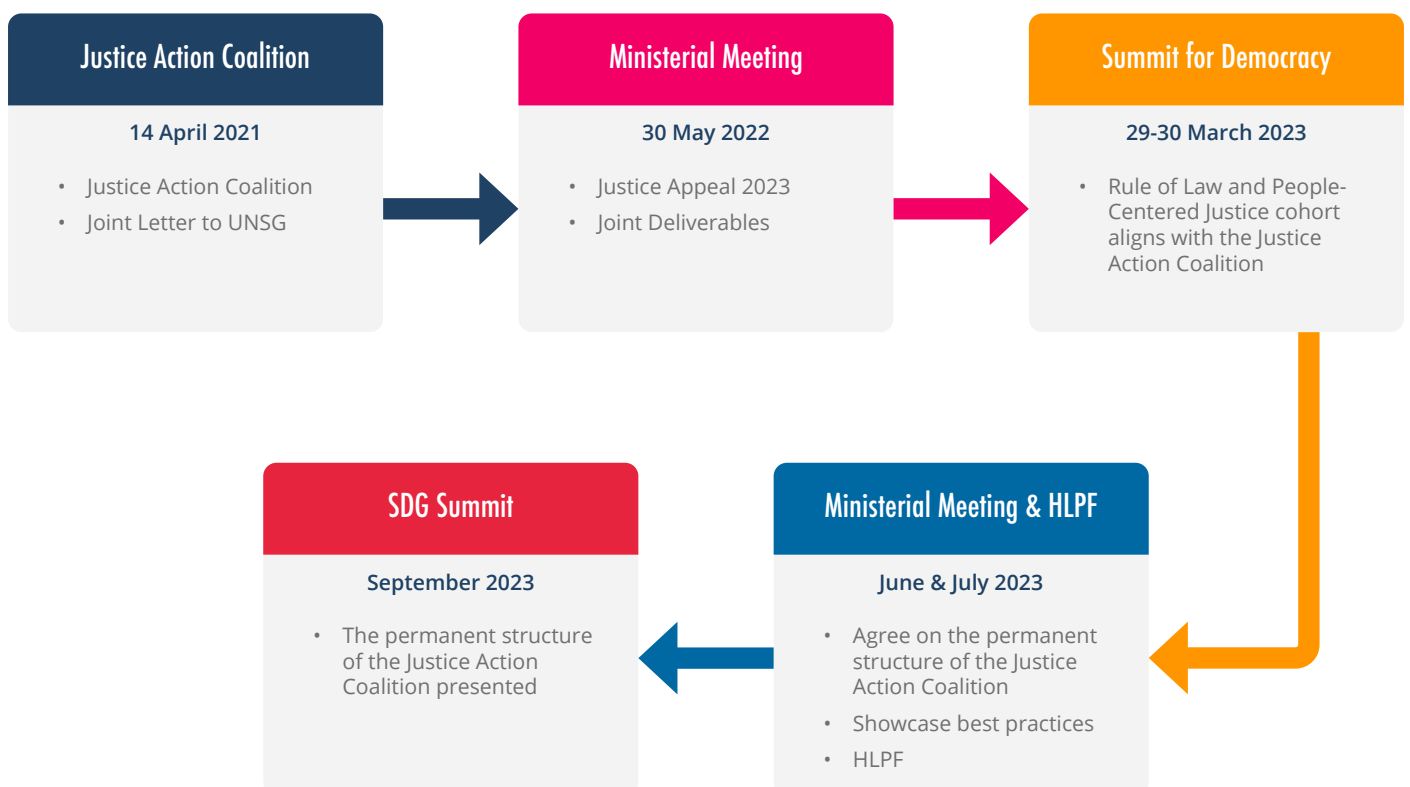 Justice Action Coalition
14 April 2021
• Justice Action Coalition
• Joint Letter to UNSG
Ministerial Meeting
30 May 2022
• Justice Appeal 2023
• Joint Deliverables
Summit for Democracy
29-30 March 2023
• Rule of Law and People-
Centered Justice cohort
aligns with the Justice
Action Coalition
Ministerial Meeting & HLPF
June & July 2023
• Agree on the permanent
structure of the Justice
Action Coalition
• Showcase best practices
• HLPF
SDG Summit
September 2023
• The permanent structure
of the Justice Action
Coalition presented